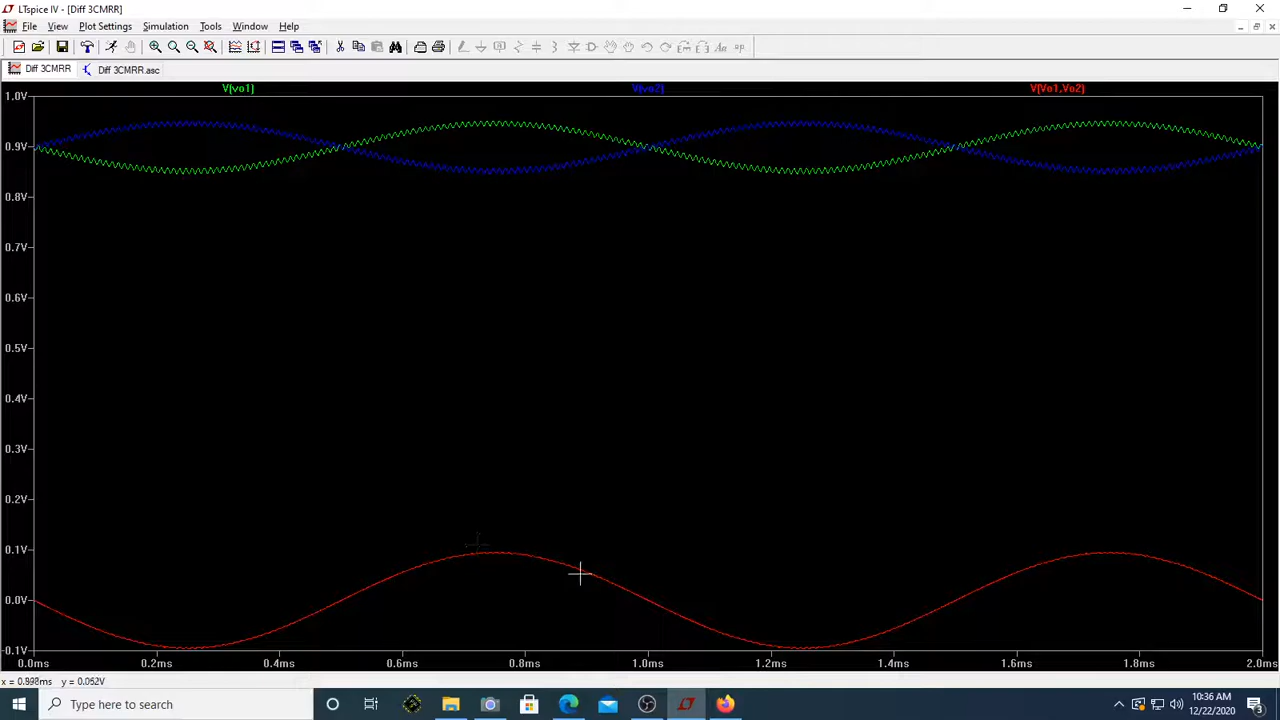 LTspice IV - [Diff 3CMRR]
File View Plot Settings Simulation Tools Window Help
Diff 3CMRR Diff 3CMRR.asc
V(vo1) V(vo2) V(Vo1,Vo2)
1.0V
0.9V
0.8V
0.7V
0.6V
0.5V
0.4V
0.3V
0.2V
0.1V
0.0V
-0.1V
0.0ms 0.2ms 0.4ms 0.6ms 0.8ms 1.0ms 1.2ms 1.4ms 1.6ms 1.8ms 2.0ms
x = 0.998ms y = 0.052V
Type here to search
10:36 AM
12/22/2020
3